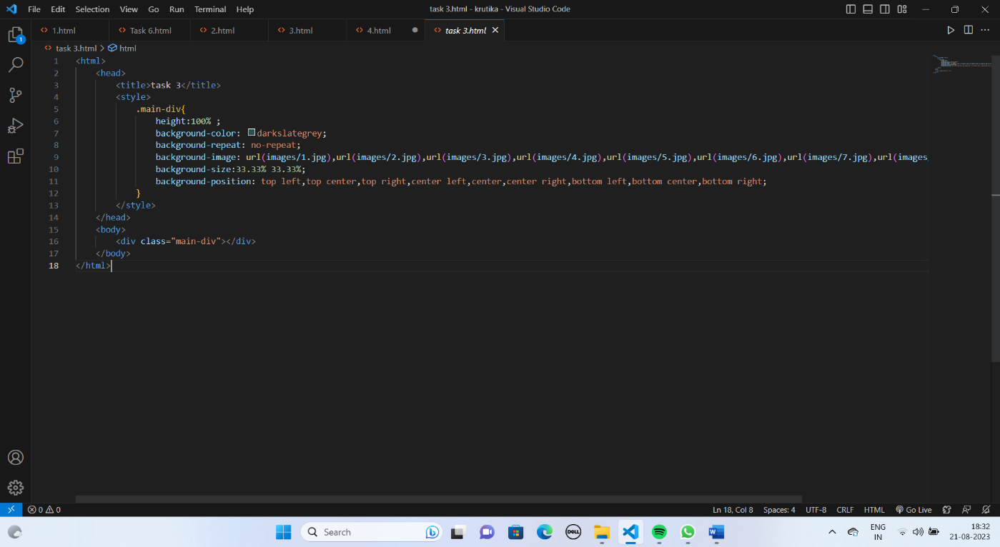 File Edit Selection View Go Run Terminal Help
task 3.html - krutika - Visual Studio Code
1.html Task 6.html 2.html 3.html 4.html task 3.html
task 3.html > html
1 <html>
2 <head>
3 <title>task 3</title>
4 <style>
5 .main-div{
6 height:100% ;
7 background-color: darkslategrey;
8 background-repeat: no-repeat;
9 background-image: url(images/1.jpg),url(images/2.jpg),url(images/3.jpg),url(images/4.jpg),url(images/5.jpg),url(images/6.jpg),url(images/7.jpg),url(images
10 background-size:33.33% 33.33%;
11 background-position: top left,top center,top right,center left,center,center right,bottom left,bottom center,bottom right;
12 }
13 </style>
14 </head>
15 <body>
16 <div class="main-div"></div>
17 </body>
18 </html>
1
0 0
Ln 18, Col 8 Spaces: 4 UTF-8 CRLF HTML Go Live
Search
DELL
ENG
IN
18:32
21-08-2023